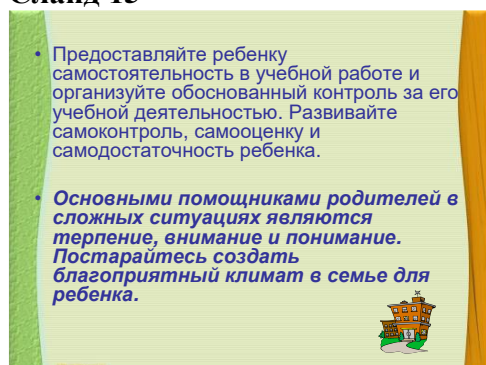 Слайд 13
• Предоставляйте ребенку
самостоятельность в учебной работе и
организуйте обоснованный контроль за его
учебной деятельностью. Развивайте
самоконтроль, самооценку и
самодостаточность ребенка.
• Основными помощниками родителей в
сложных ситуациях являются
терпение, внимание и понимание.
Постарайтесь создать
благоприятный климат в семье для
ребенка.